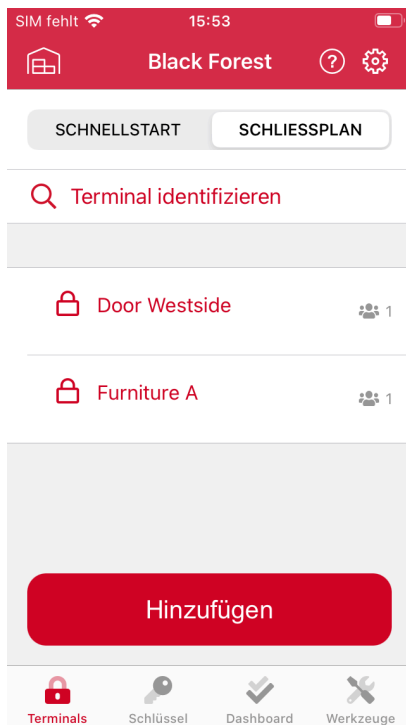 SIM fehlt 15:53
Black Forest ?
SCHNELLSTART SCHLIESSPLAN
Terminal identifizieren
Door Westside 1
Furniture A 1
Hinzufügen
Terminals Schlüssel Dashboard Werkzeuge